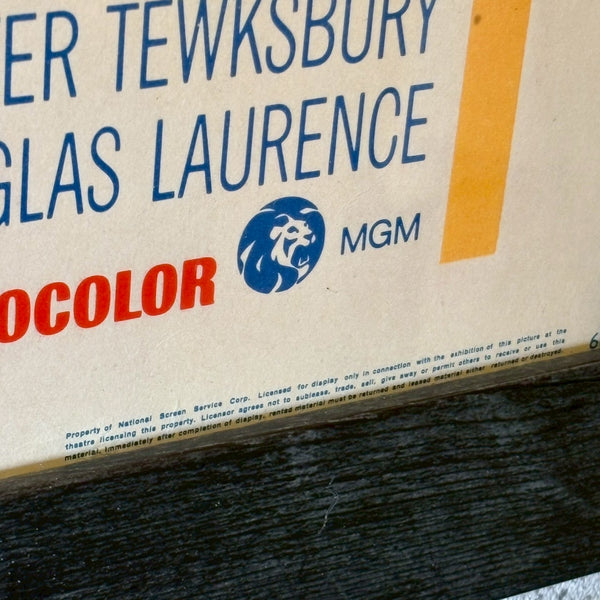 ER TEWKSBURY
GLAS LAURENCE
OCOLOR
MGM
Property of National Screen Service Corp. Licensed for display only in connection with the exhibition of this picture at the
theatre licensing this property. Licensor agrees not to sublease, trade, sell, give away or permit others to receive or use this
material. Immediately after completion of display, rented material must be returned and leased material either returned or destroyed.
6